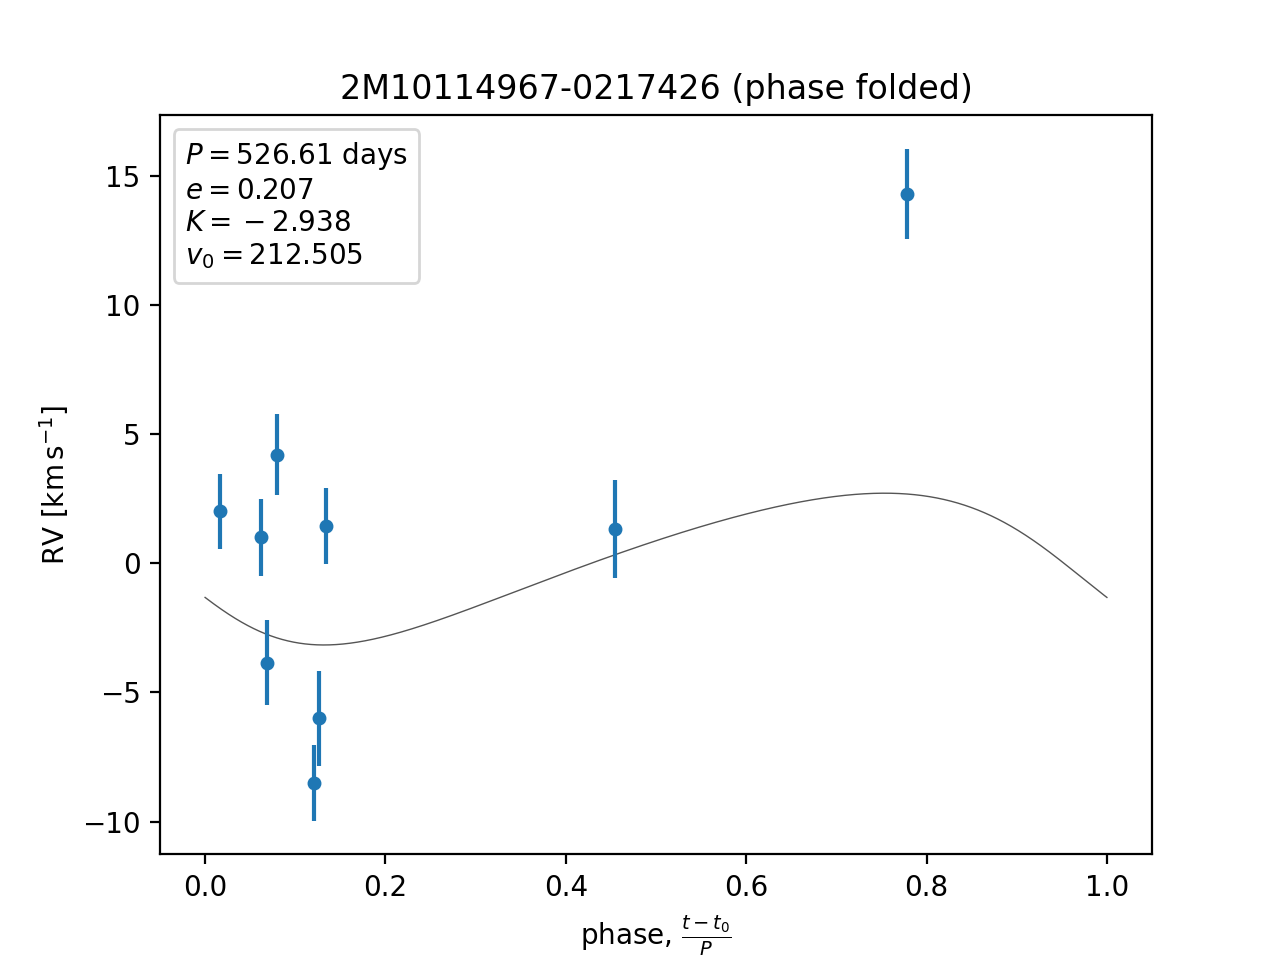 2M10114967-0217426 (phase folded)
P = 526.61 days
e = 0.207
K = −2.938
v₀ = 212.505
15
10
5
0
−5
−10
RV [km s⁻¹]
0.0 0.2 0.4 0.6 0.8 1.0
phase, (t − t₀)/P